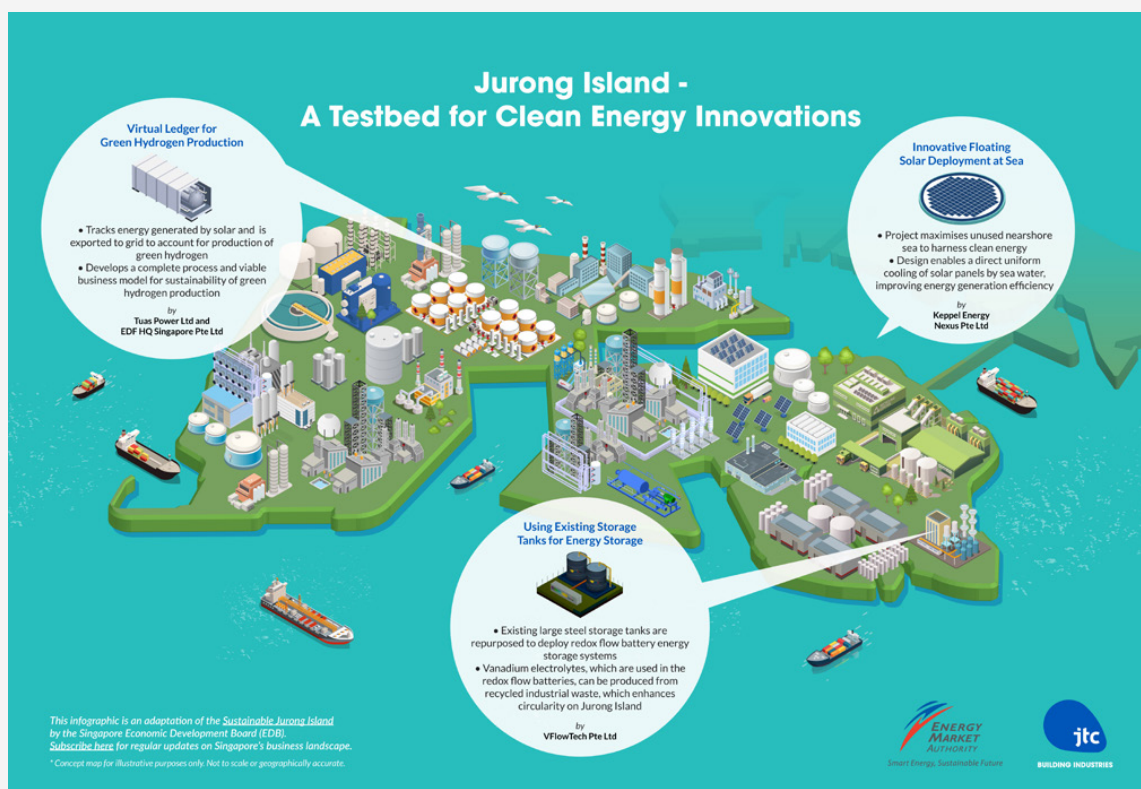 Jurong Island -
A Testbed for Clean Energy Innovations
Virtual Ledger for
Green Hydrogen Production
• Tracks energy generated by solar and is
exported to grid to account for production of
green hydrogen
• Develops a complete process and viable
business model for sustainability of green
hydrogen production
by
Tuas Power Ltd and
EDF HQ Singapore Pte Ltd
Innovative Floating
Solar Deployment at Sea
• Project maximises unused nearshore
sea to harness clean energy
• Design enables a direct uniform
cooling of solar panels by sea water,
improving energy generation efficiency
by
Keppel Energy
Nexus Pte Ltd
Using Existing Storage
Tanks for Energy Storage
• Existing large steel storage tanks are
repurposed to deploy redox flow battery energy
storage systems
• Vanadium electrolytes, which are used in the
redox flow batteries, can be produced from
recycled industrial waste, which enhances
circularity on Jurong Island
by
VFlowTech Pte Ltd
This infographic is an adaptation of the Sustainable Jurong Island
by the Singapore Economic Development Board (EDB).
Subscribe here for regular updates on Singapore's business landscape.
* Concept map for illustrative purposes only. Not to scale or geographically accurate.
ENERGY
MARKET
AUTHORITY
Smart Energy, Sustainable Future
jtc
BUILDING INDUSTRIES